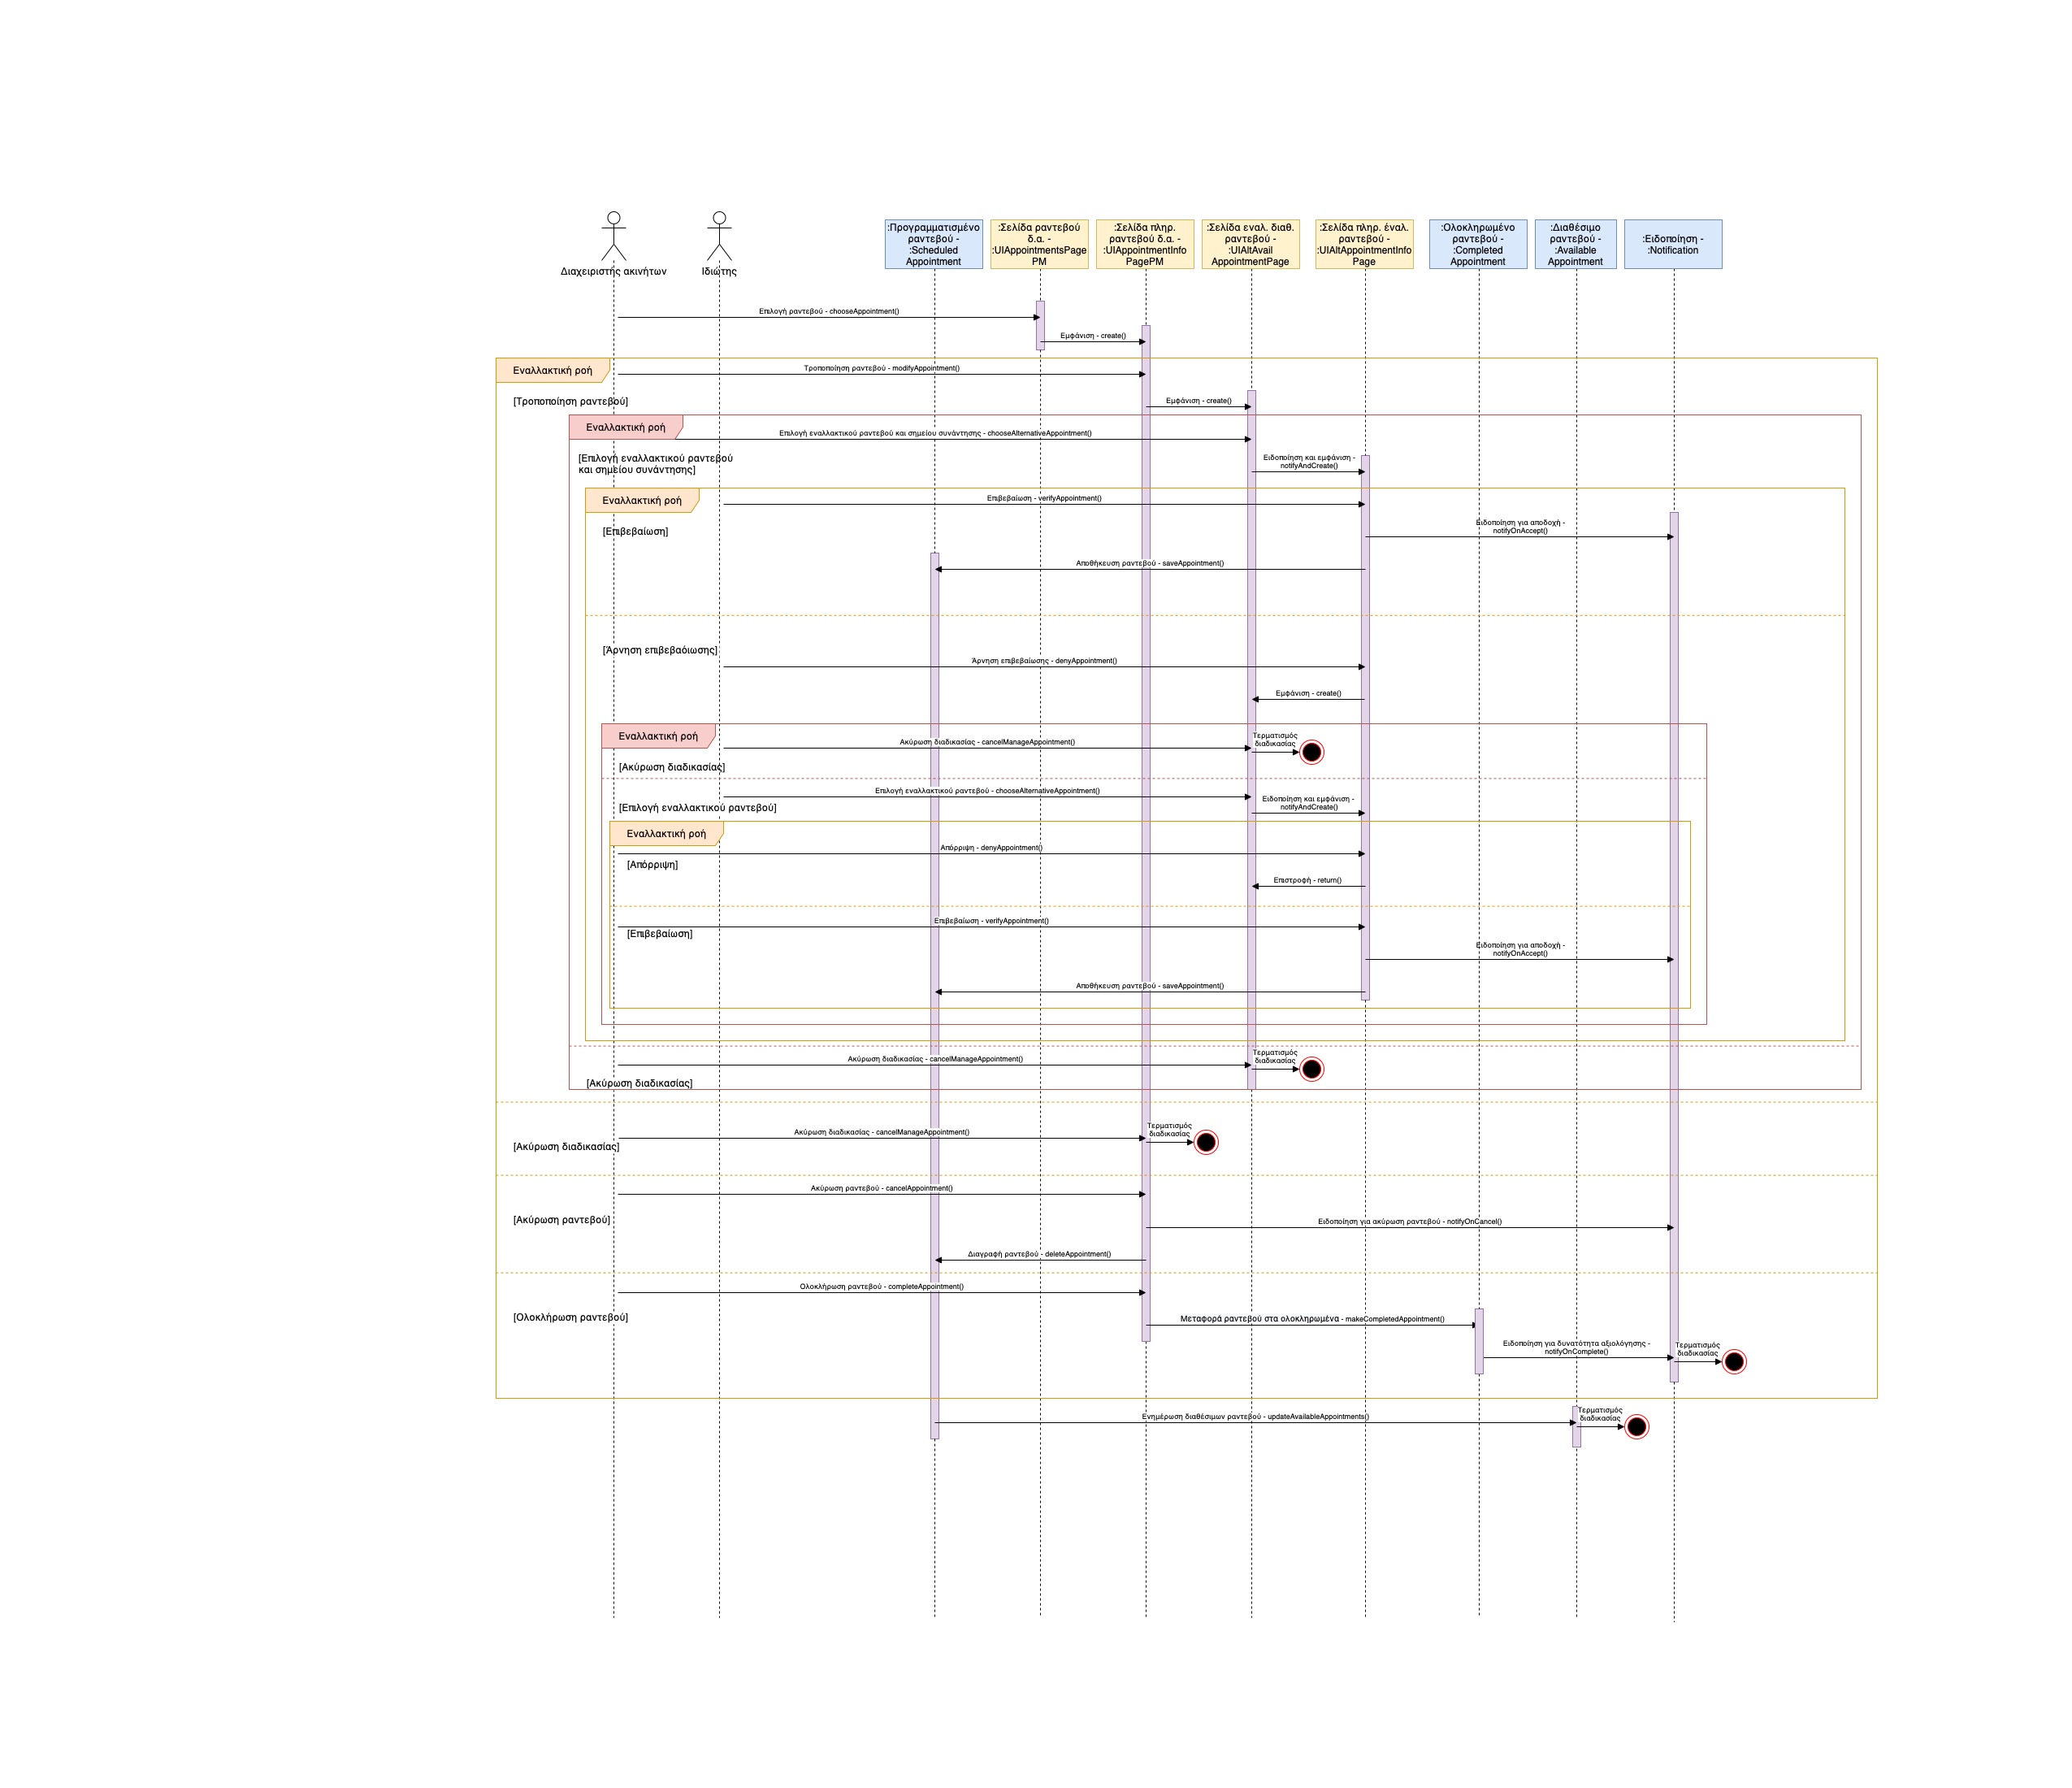 Διαχειριστής ακινήτων
Ιδιώτης
:Προγραμματισμένο
ραντεβού -
:Scheduled
Appointment
:Σελίδα ραντεβού
δ.α. -
:UIAppointmentsPage
PM
:Σελίδα πληρ.
ραντεβού δ.α. -
:UIAppointmentInfo
PagePM
:Σελίδα εναλ. διαθ.
ραντεβού -
:UIAltAvail
AppointmentPage
:Σελίδα πληρ. έναλ.
ραντεβού -
:UIAltAppointmentInfo
Page
:Ολοκληρωμένο
ραντεβού -
:Completed
Appointment
:Διαθέσιμο
ραντεβού -
:Available
Appointment
:Ειδοποίηση -
:Notification
Επιλογή ραντεβού - chooseAppointment()
Εμφάνιση - create()
Εναλλακτική ροή
Τροποποίηση ραντεβού - modifyAppointment()
[Τροποποίηση ραντεβού]
Εμφάνιση - create()
Εναλλακτική ροή
Επιλογή εναλλακτικού ραντεβού και σημείου συνάντησης - chooseAlternativeAppointment()
[Επιλογή εναλλακτικού ραντεβού
και σημείου συνάντησης]
Ειδοποίηση και εμφάνιση -
notifyAndCreate()
Εναλλακτική ροή
Επιβεβαίωση - verifyAppointment()
[Επιβεβαίωση]
Ειδοποίηση για αποδοχή -
notifyOnAccept()
Αποθήκευση ραντεβού - saveAppointment()
[Άρνηση επιβεβαόιωσης]
Άρνηση επιβεβαίωσης - denyAppointment()
Εμφάνιση - create()
Εναλλακτική ροή
Ακύρωση διαδικασίας - cancelManageAppointment()
Τερματισμός
διαδικασίας
[Ακύρωση διαδικασίας]
Επιλογή εναλλακτικού ραντεβού - chooseAlternativeAppointment()
[Επιλογή εναλλακτικού ραντεβού]
Ειδοποίηση και εμφάνιση -
notifyAndCreate()
Εναλλακτική ροή
Απόρριψη - denyAppointment()
[Απόρριψη]
Επιστροφή - return()
Επιβεβαίωση - verifyAppointment()
[Επιβεβαίωση]
Ειδοποίηση για αποδοχή -
notifyOnAccept()
Αποθήκευση ραντεβού - saveAppointment()
Ακύρωση διαδικασίας - cancelManageAppointment()
Τερματισμός
διαδικασίας
[Ακύρωση διαδικασίας]
Ακύρωση διαδικασίας - cancelManageAppointment()
Τερματισμός
διαδικασίας
[Ακύρωση διαδικασίας]
Ακύρωση ραντεβού - cancelAppointment()
[Ακύρωση ραντεβού]
Ειδοποίηση για ακύρωση ραντεβού - notifyOnCancel()
Διαγραφή ραντεβού - deleteAppointment()
Ολοκλήρωση ραντεβού - completeAppointment()
[Ολοκλήρωση ραντεβού]
Μεταφορά ραντεβού στα ολοκληρωμένα - makeCompletedAppointment()
Ειδοποίηση για δυνατότητα αξιολόγησης -
notifyOnComplete()
Τερματισμός
διαδικασίας
Ενημέρωση διαθέσιμων ραντεβού - updateAvailableAppointments()
Τερματισμός
διαδικασίας